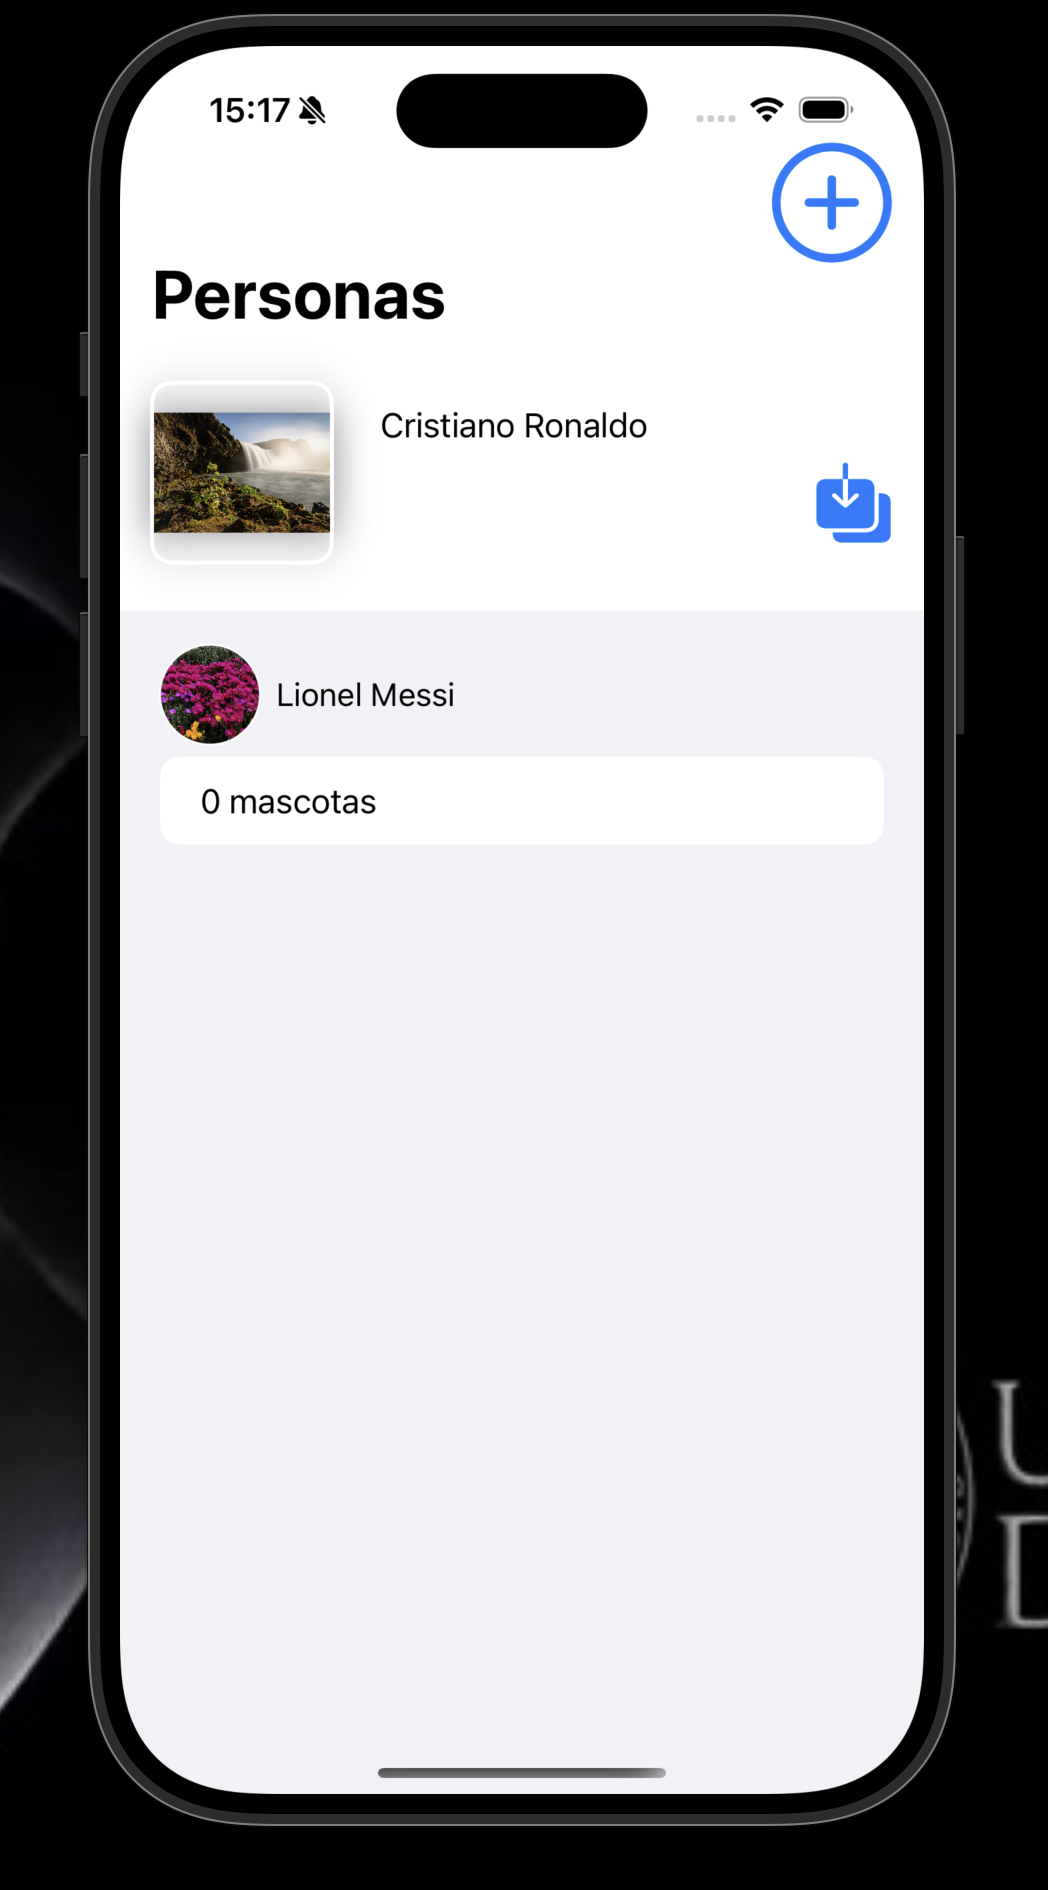 15:17
Personas
Cristiano Ronaldo
Lionel Messi
0 mascotas
U
D